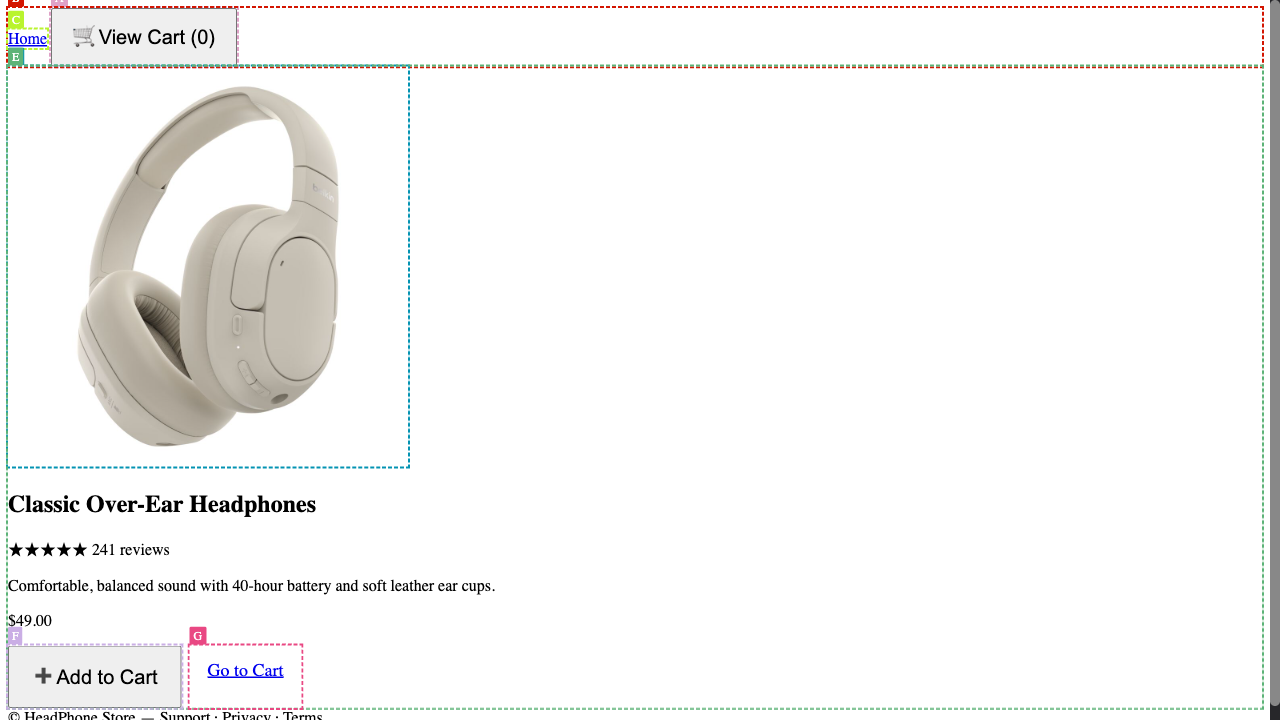 C
Home 🛒View Cart (0)
E
Classic Over-Ear Headphones
★★★★★ 241 reviews
Comfortable, balanced sound with 40-hour battery and soft leather ear cups.
$49.00
F G
➕Add to Cart Go to Cart
© HeadPhone Store — Support · Privacy · Terms